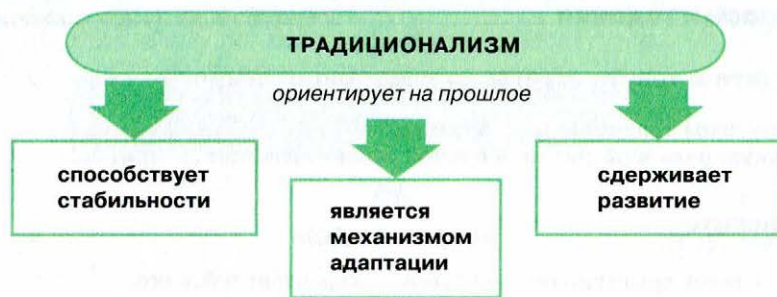 ТРАДИЦИОНАЛИЗМ
ориентирует на прошлое
способствует
стабильности
является
механизмом
адаптации
сдерживает
развитие